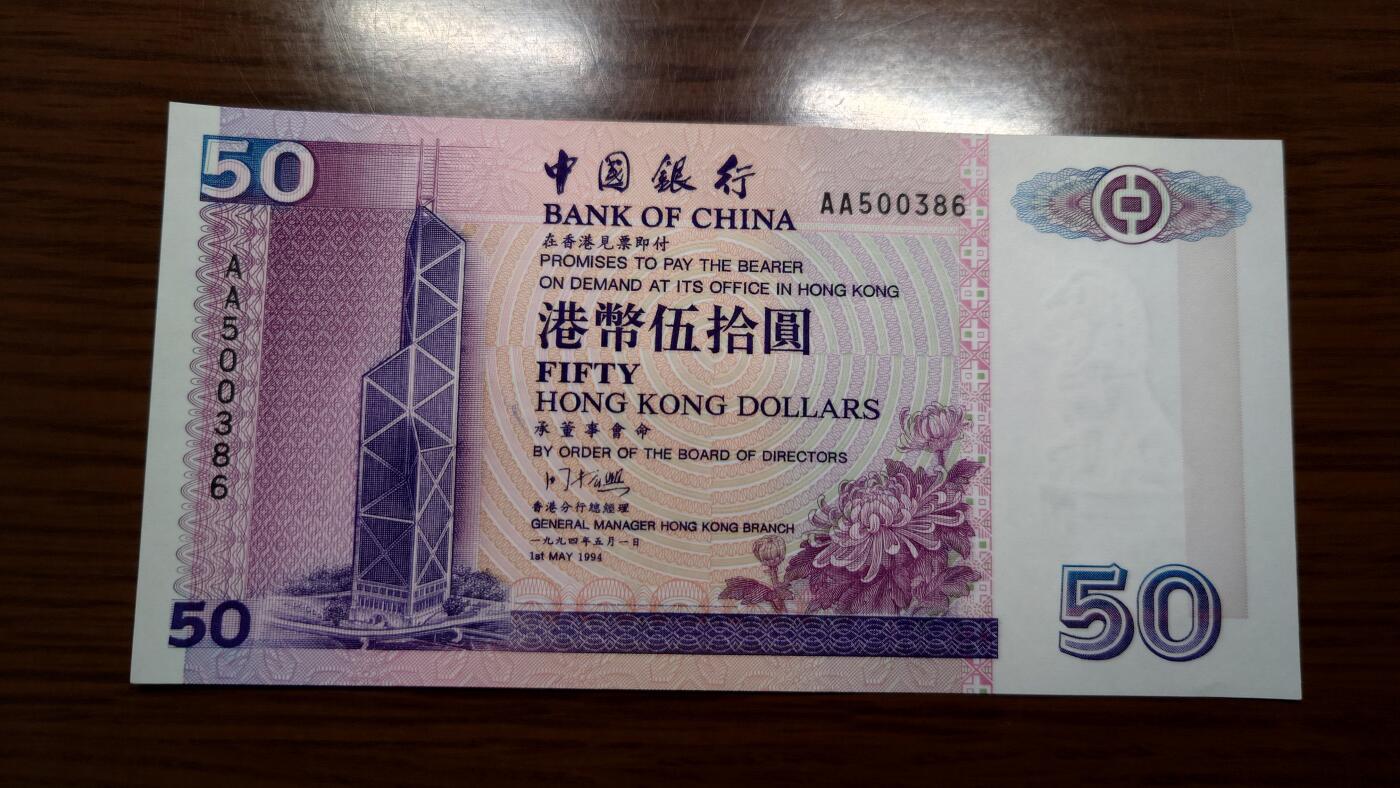 50
中國銀行
BANK OF CHINA
AA500386
在香港見票即付
PROMISES TO PAY THE BEARER
ON DEMAND AT ITS OFFICE IN HONG KONG
港幣伍拾圓
FIFTY
HONG KONG DOLLARS
承董事會命
BY ORDER OF THE BOARD OF DIRECTORS
香港分行總經理
GENERAL MANAGER HONG KONG BRANCH
一九九四年五月一日
1st MAY 1994
AA500386
50
50